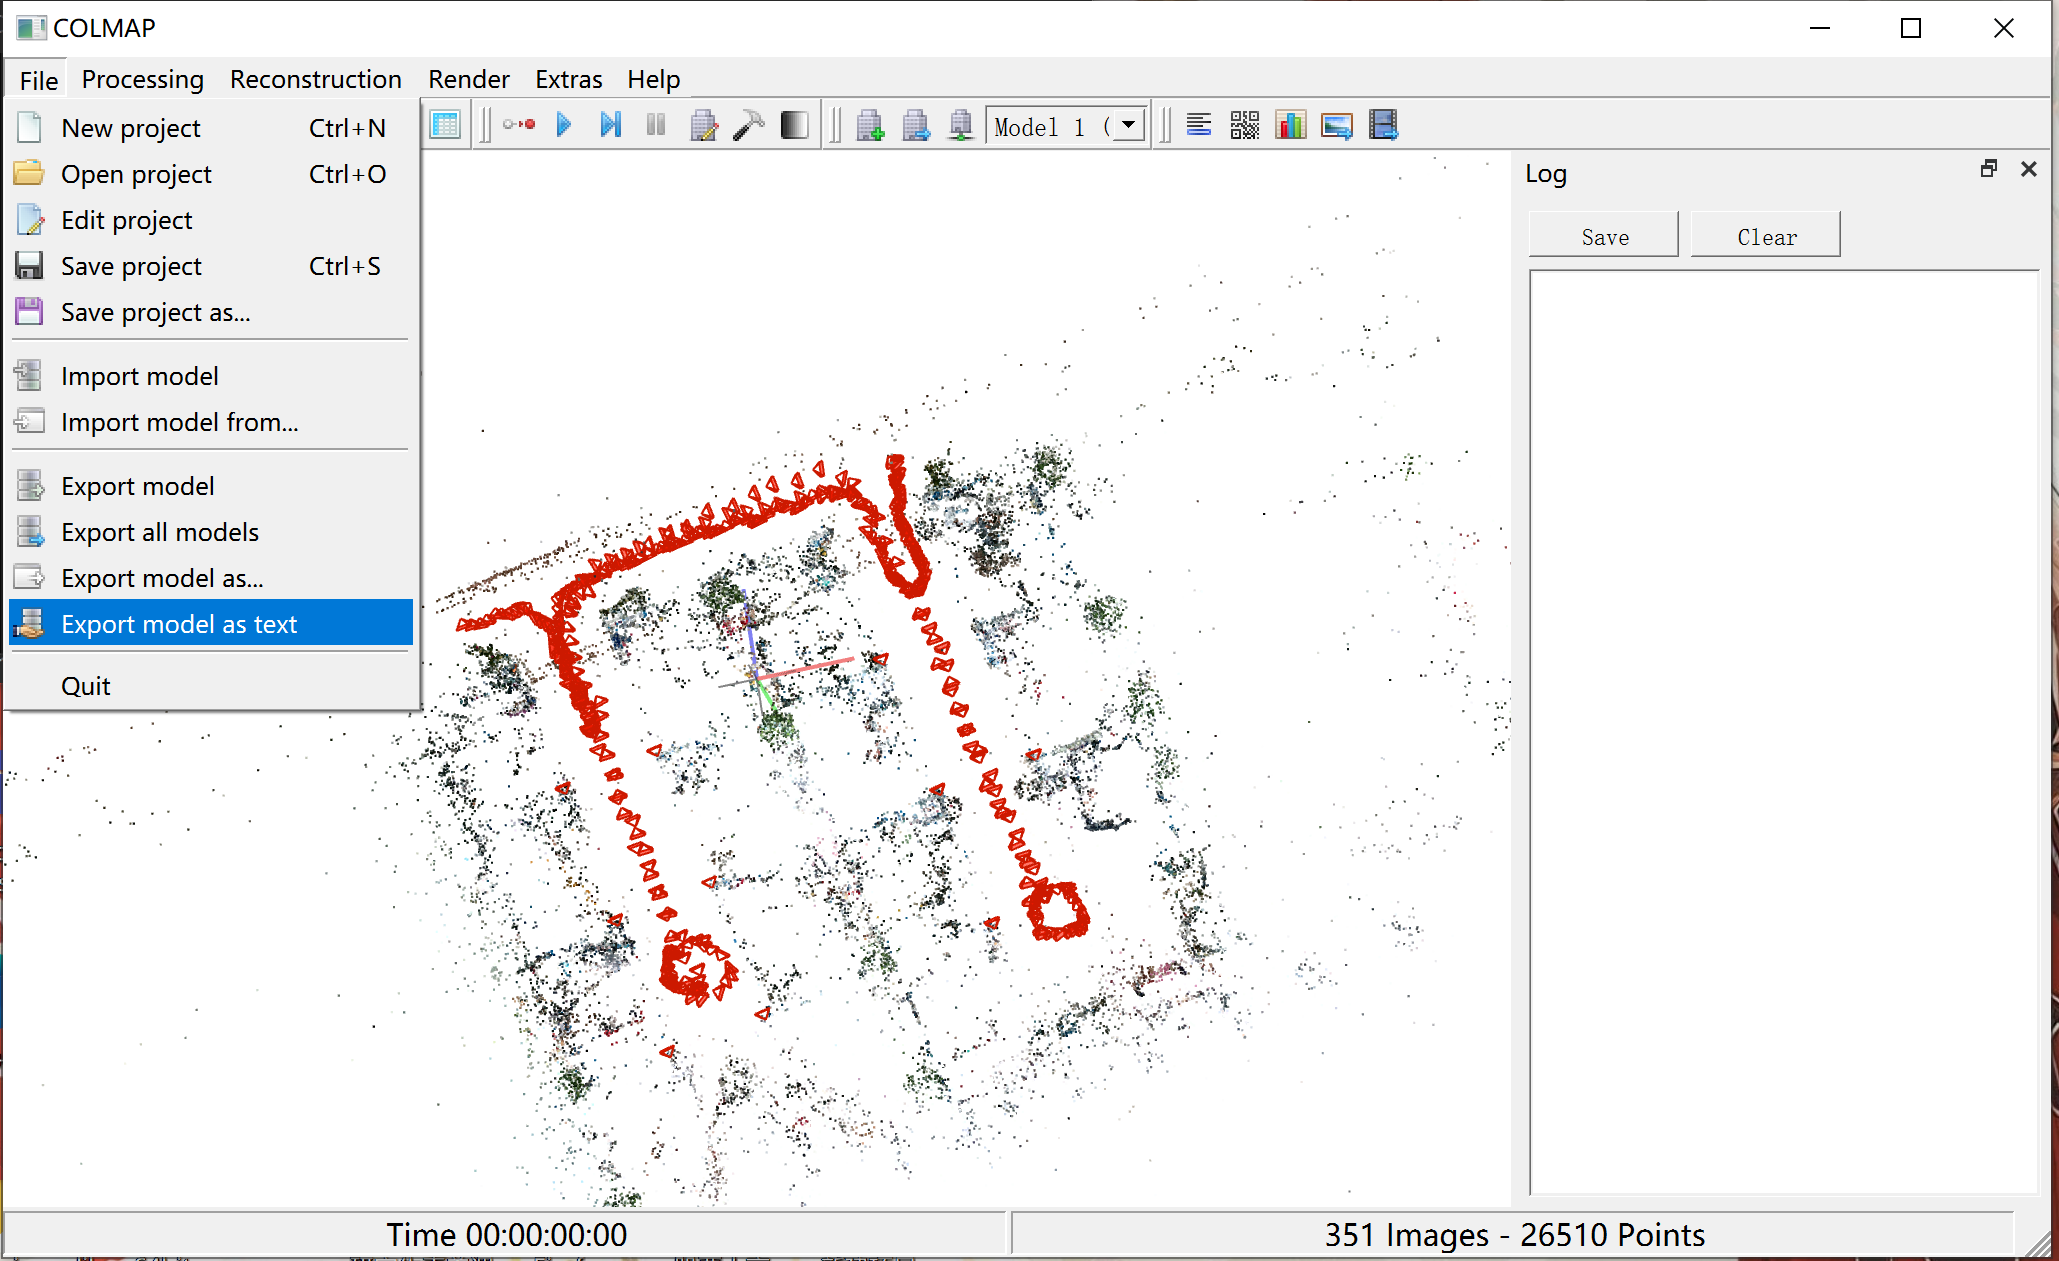 COLMAP
File Processing Reconstruction Render Extras Help
New project Ctrl+N
Open project Ctrl+O
Edit project
Save project Ctrl+S
Save project as...
Import model
Import model from...
Export model
Export all models
Export model as...
Export model as text
Quit
Model 1 (
Log
Save Clear
Time 00:00:00:00
351 Images - 26510 Points